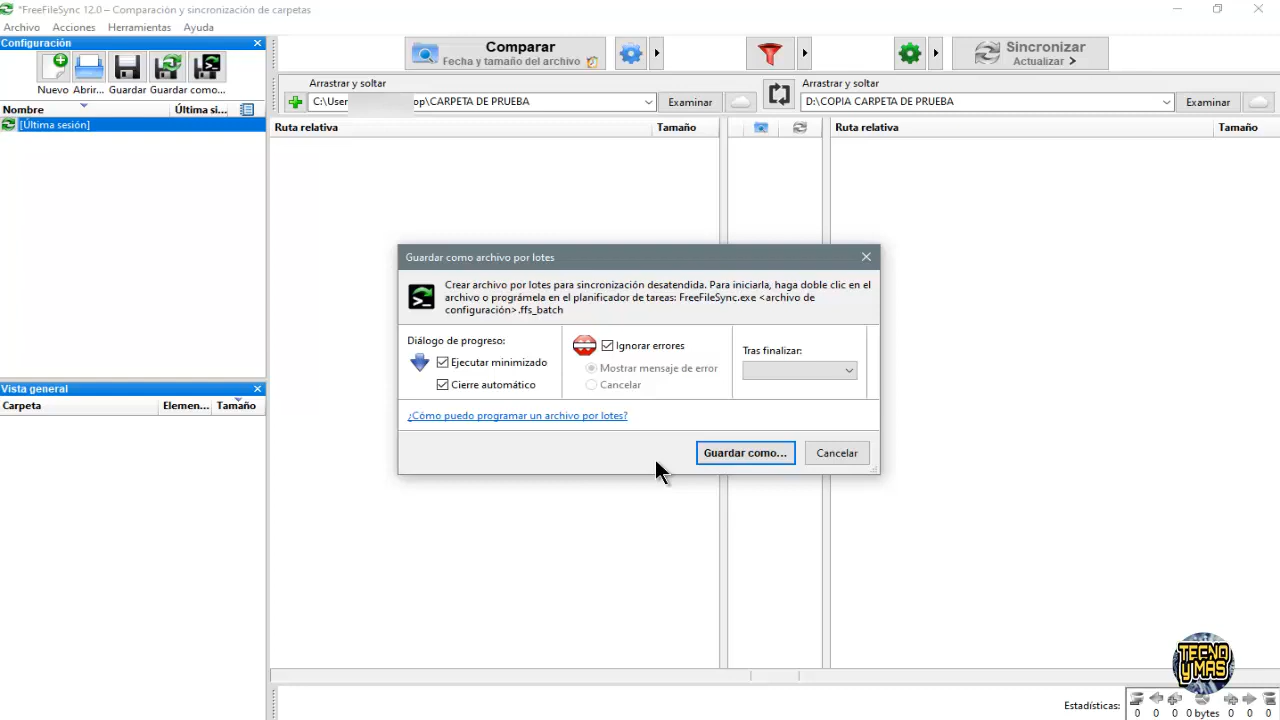 *FreeFileSync 12.0 – Comparación y sincronización de carpetas
Archivo Acciones Herramientas Ayuda
Configuración
Nuevo Abrir... Guardar Guardar como...
Nombre Última si...
[Última sesión]
Comparar
Fecha y tamaño del archivo
Sincronizar
Actualizar >
Arrastrar y soltar
C:\User op\CARPETA DE PRUEBA Examinar
Arrastrar y soltar
D:\COPIA CARPETA DE PRUEBA Examinar
Ruta relativa Tamaño
Ruta relativa Tamaño
Guardar como archivo por lotes
Crear archivo por lotes para sincronización desatendida. Para iniciarla, haga doble clic en el
archivo o prográmela en el planificador de tareas: FreeFileSync.exe <archivo de
configuración>.ffs_batch
Diálogo de progreso:
Ejecutar minimizado
Cierre automático
Ignorar errores
Mostrar mensaje de error
Cancelar
Tras finalizar:
¿Cómo puedo programar un archivo por lotes?
Guardar como... Cancelar
Vista general
Carpeta Elemen... Tamaño
TECNO
Y MAS
Estadísticas:
0 0 0 0 bytes 0 0 0